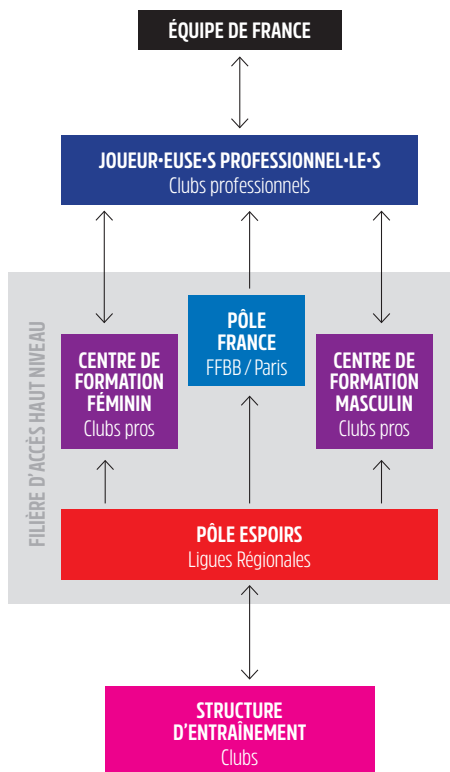 ÉQUIPE DE FRANCE
JOUEUR·EUSE·S PROFESSIONNEL·LE·S
Clubs professionnels
FILIÈRE D'ACCÈS HAUT NIVEAU
CENTRE DE
FORMATION
FÉMININ
Clubs pros
PÔLE
FRANCE
FFBB / Paris
CENTRE DE
FORMATION
MASCULIN
Clubs pros
PÔLE ESPOIRS
Ligues Régionales
STRUCTURE
D'ENTRAÎNEMENT
Clubs